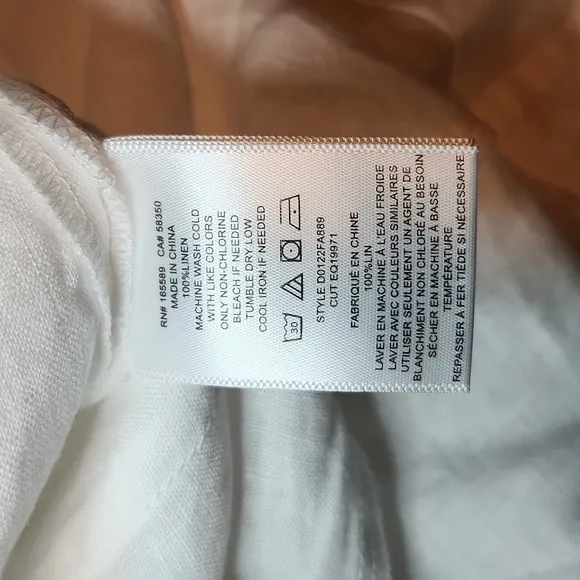 RN# 165589 CA# 58350
MADE IN CHINA
100%LINEN
MACHINE WASH COLD
WITH LIKE COLORS
ONLY NON-CHLORINE
BLEACH IF NEEDED
TUMBLE DRY LOW
COOL IRON IF NEEDED
30
STYLE D0122FA889
CUT EQ19971
FABRIQUÉ EN CHINE
100%LIN
LAVER EN MACHINE À L'EAU FROIDE
LAVER AVEC COULEURS SIMILAIRES
UTILISER SEULEMENT UN AGENT DE
BLANCHIMENT NONCHLORÉ AU BESOIN
SÉCHER EN MACHINE À BASSE
TEMPÉRATURE
REPASSER À FER TIÈDE SI NÉCESSAIRE